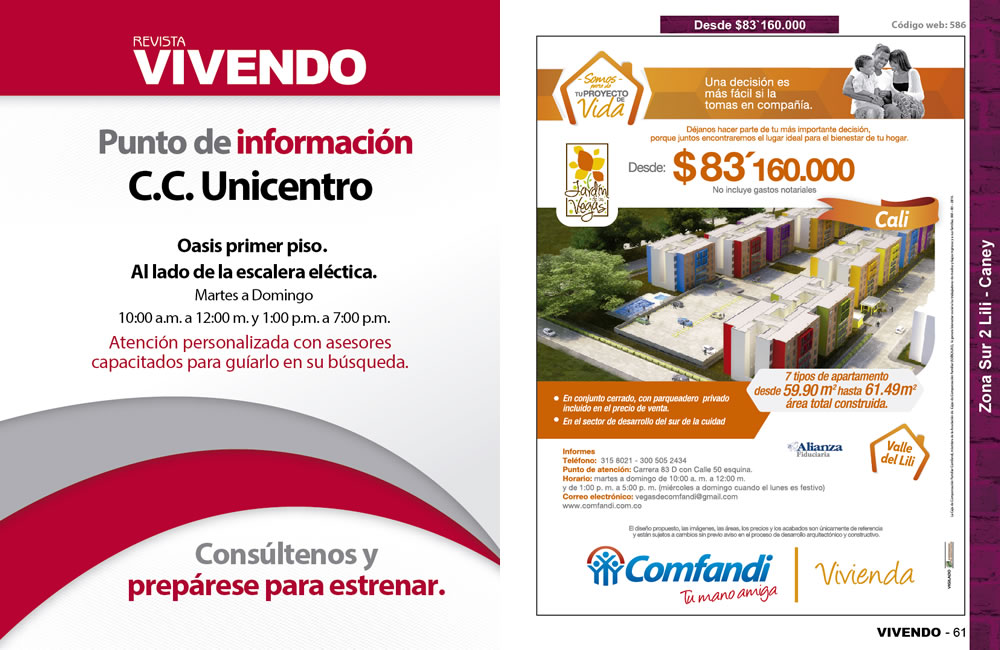 REVISTA
VIVENDO
Punto de información
C.C. Unicentro
Oasis primer piso.
Al lado de la escalera eléctica.
Martes a Domingo
10:00 a.m. a 12:00 m. y 1:00 p.m. a 7:00 p.m.
Atención personalizada con asesores
capacitados para guíarlo en su búsqueda.
Consúltenos y
prepárese para estrenar.
Desde $83`160.000
Código web: 586
Somos
parte de
TU PROYECTO
DE
Vida
Una decisión es
más fácil si la
tomas en compañía.
Déjanos hacer parte de tu más importante decisión,
porque juntos encontraremos el lugar ideal para el bienestar de tu hogar.
Jardín
de las
Vegas
Desde: $83´160.000
No incluye gastos notariales
Cali
7 tipos de apartamento
desde 59.90 m² hasta 61.49 m²
área total construida.
• En conjunto cerrado, con parqueadero privado
incluido en el precio de venta.
• En el sector de desarrollo del sur de la cuidad
Informes
Teléfono: 315 8021 - 300 505 2434
Punto de atención: Carrera 83 D con Calle 50 esquina.
Horario: martes a domingo de 10:00 a. m. a 12:00 m.
y de 1:00 p. m. a 5:00 p. m. (miércoles a domingo cuando el lunes es festivo)
Correo electrónico: vegasdecomfandi@gmail.com
www.comfandi.com.co
Alianza
Fiduciaria
Valle
del Lili
El diseño propuesto, las imágenes, las áreas, los precios y los acabados son únicamente de referencia
y están sujetos a cambios sin previo aviso en el proceso de desarrollo arquitectónico y constructivo.
Comfandi
Tu mano amiga
Vivienda
VIGILADO
Zona Sur 2 Lili - Caney
VIVENDO - 61